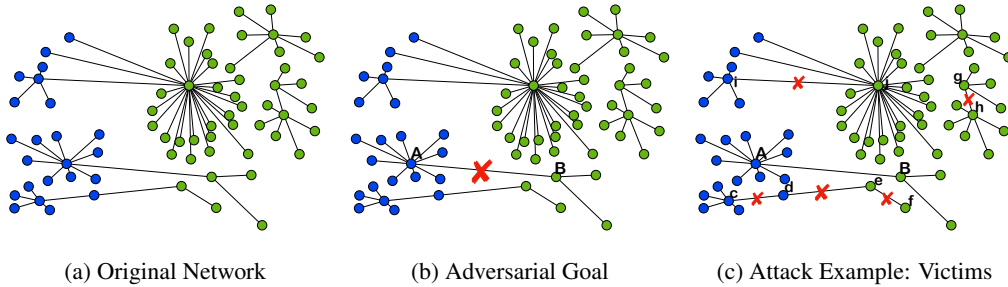 A
B
i
j
g
h
A
B
c
d
e
f
(a) Original Network
(b) Adversarial Goal
(c) Attack Example: Victims